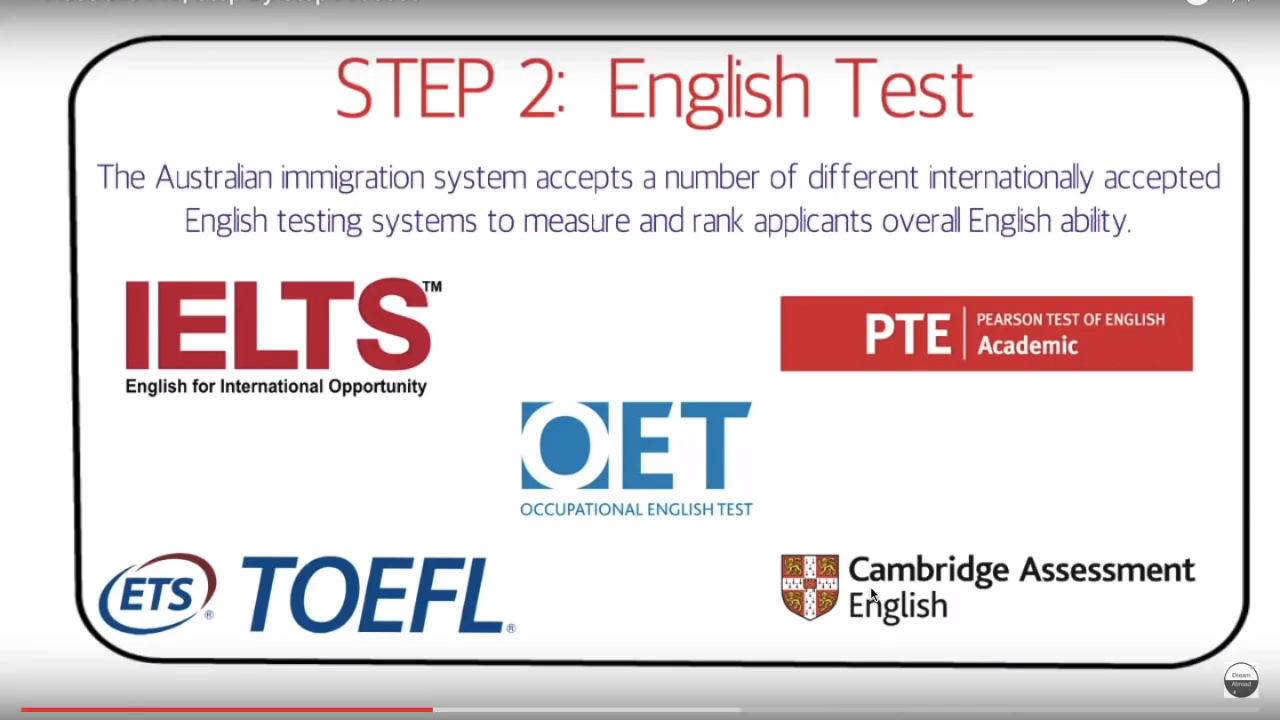 STEP 2: English Test
The Australian immigration system accepts a number of different internationally accepted
English testing systems to measure and rank applicants overall English ability.
IELTS™
English for International Opportunity
PTE PEARSON TEST OF ENGLISH
Academic
OET
OCCUPATIONAL ENGLISH TEST
ETS® TOEFL®
Cambridge Assessment
English
Dream
Abroad